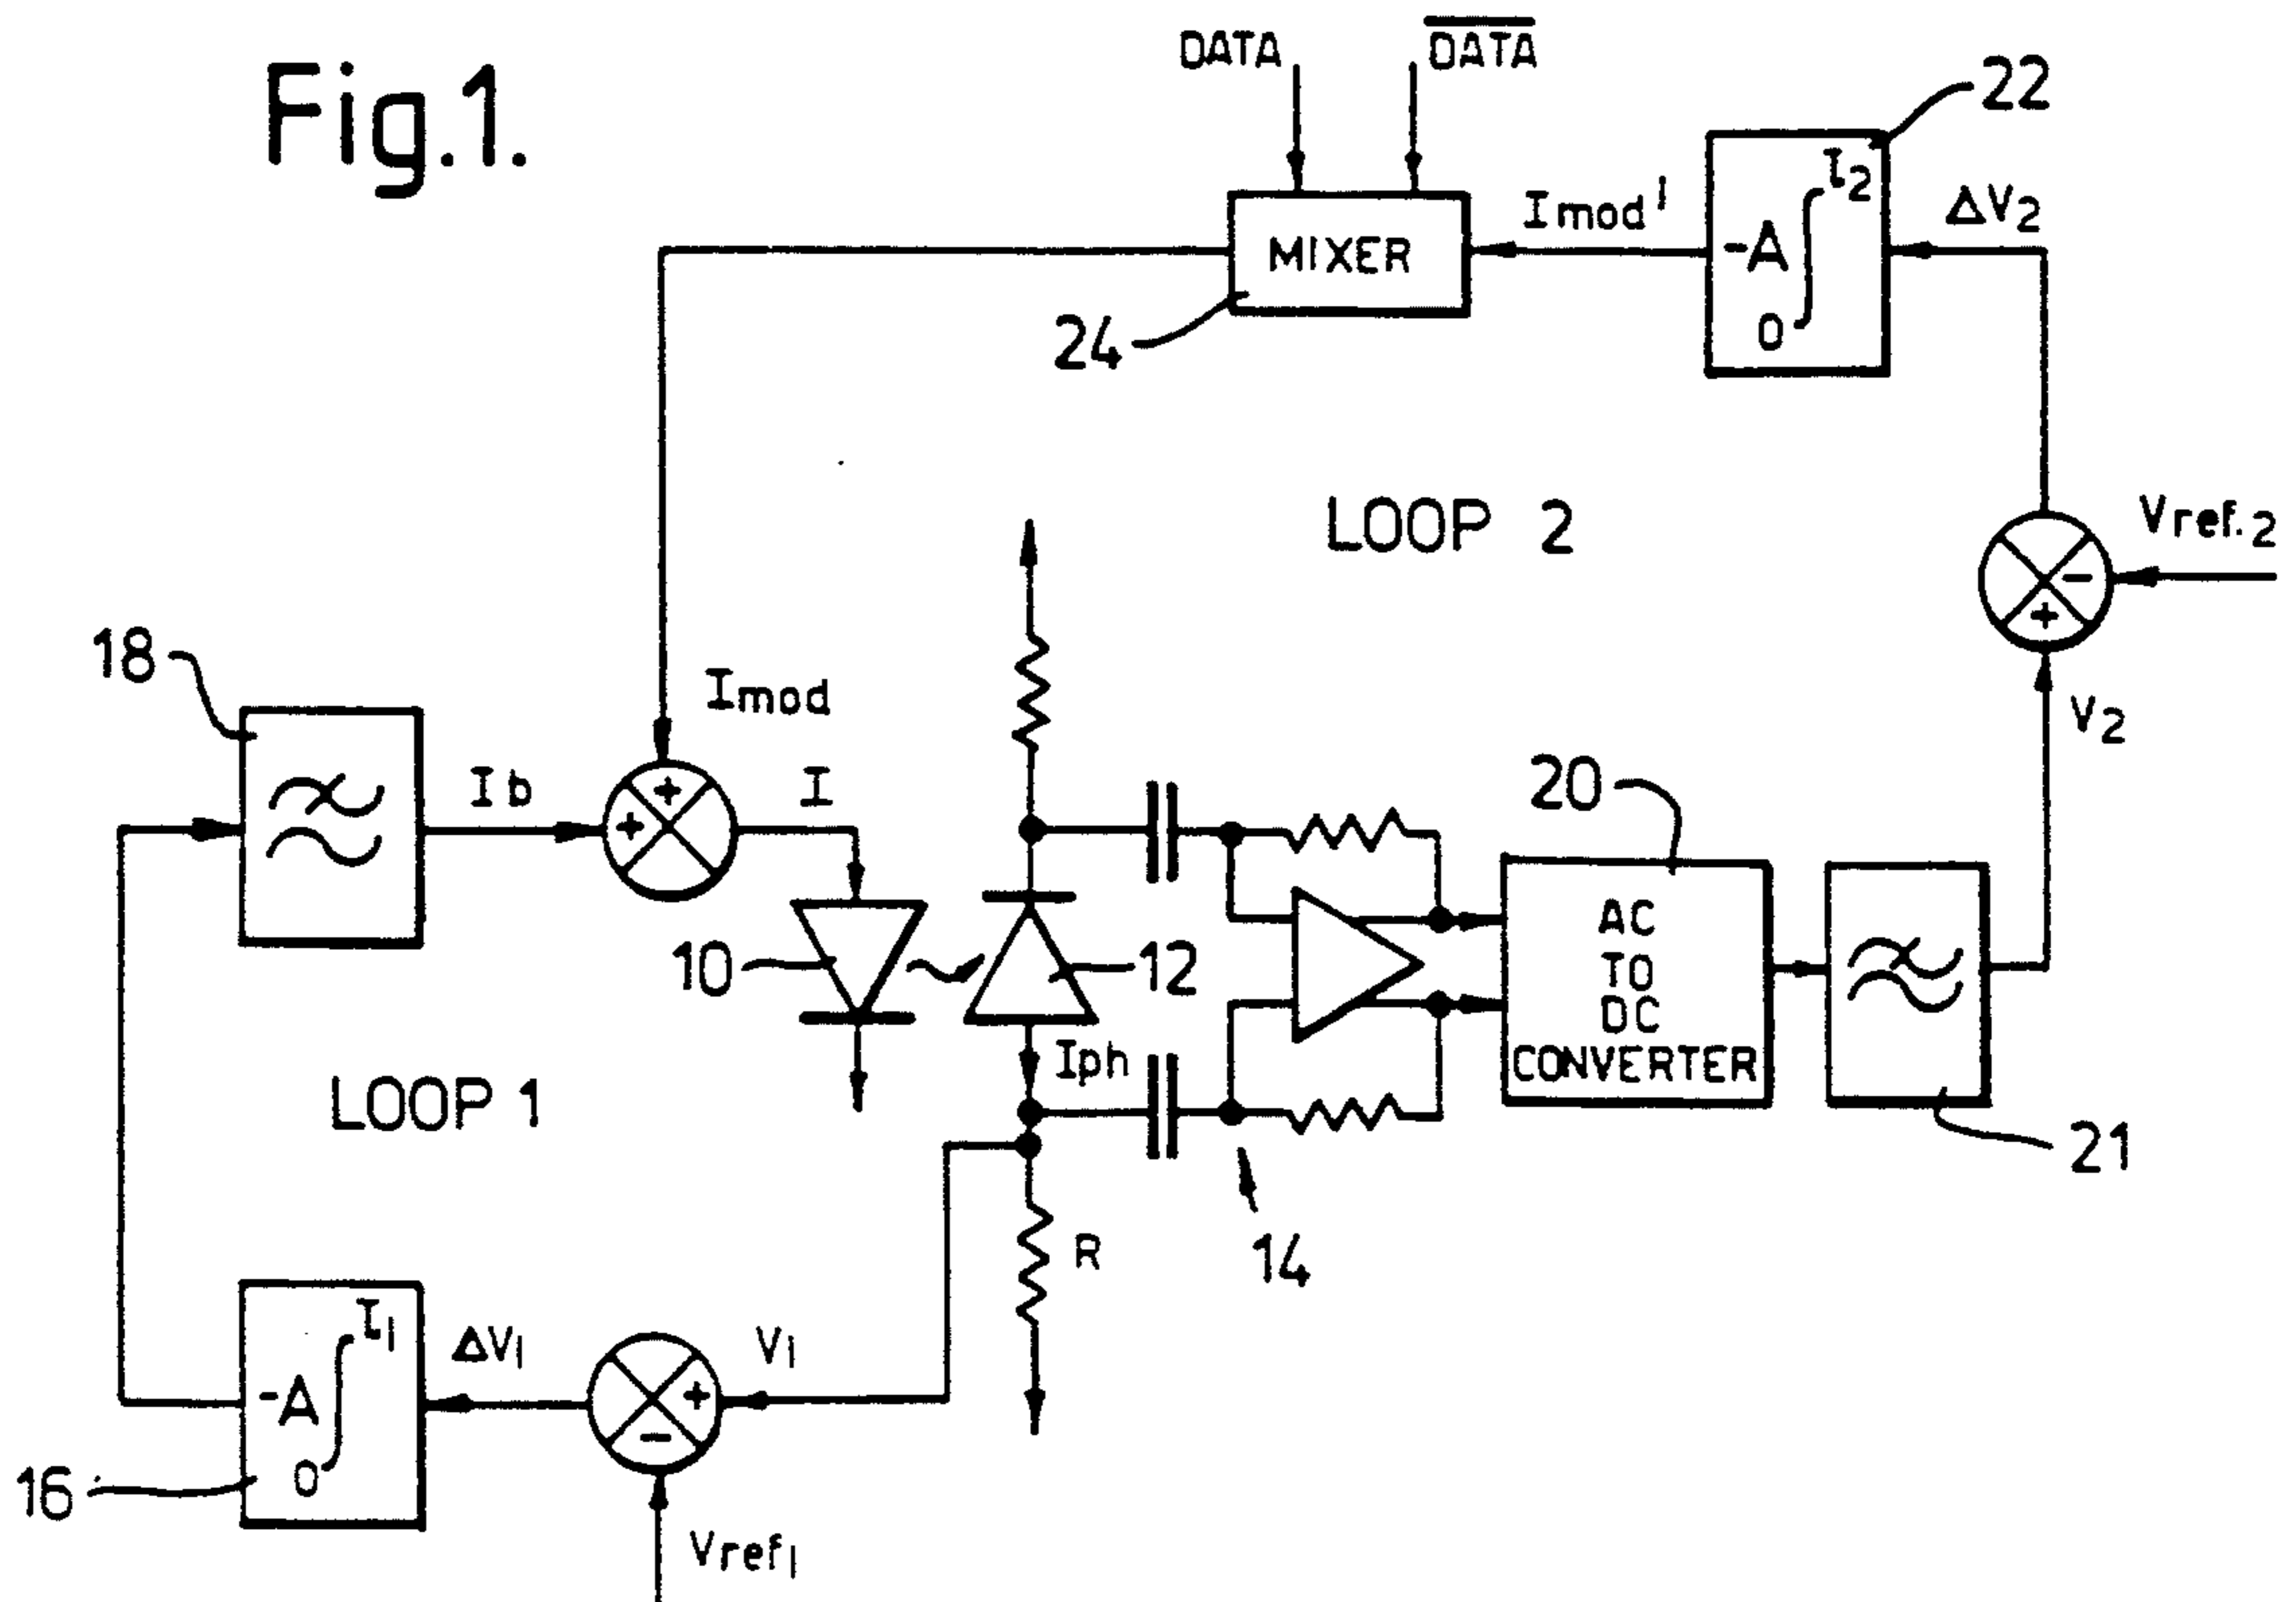 Fig.1.
DATA
DATA
22
I2
-A
0
ΔV2
Imod'
MIXER
24
LOOP 2
Vref.2
V2
18
Imod
Ib
I
20
AC
TO
DC
CONVERTER
10
12
Iph
21
LOOP 1
14
R
I1
-A
0
ΔV1
V1
16
Vref1
+
+
+
-
+
-